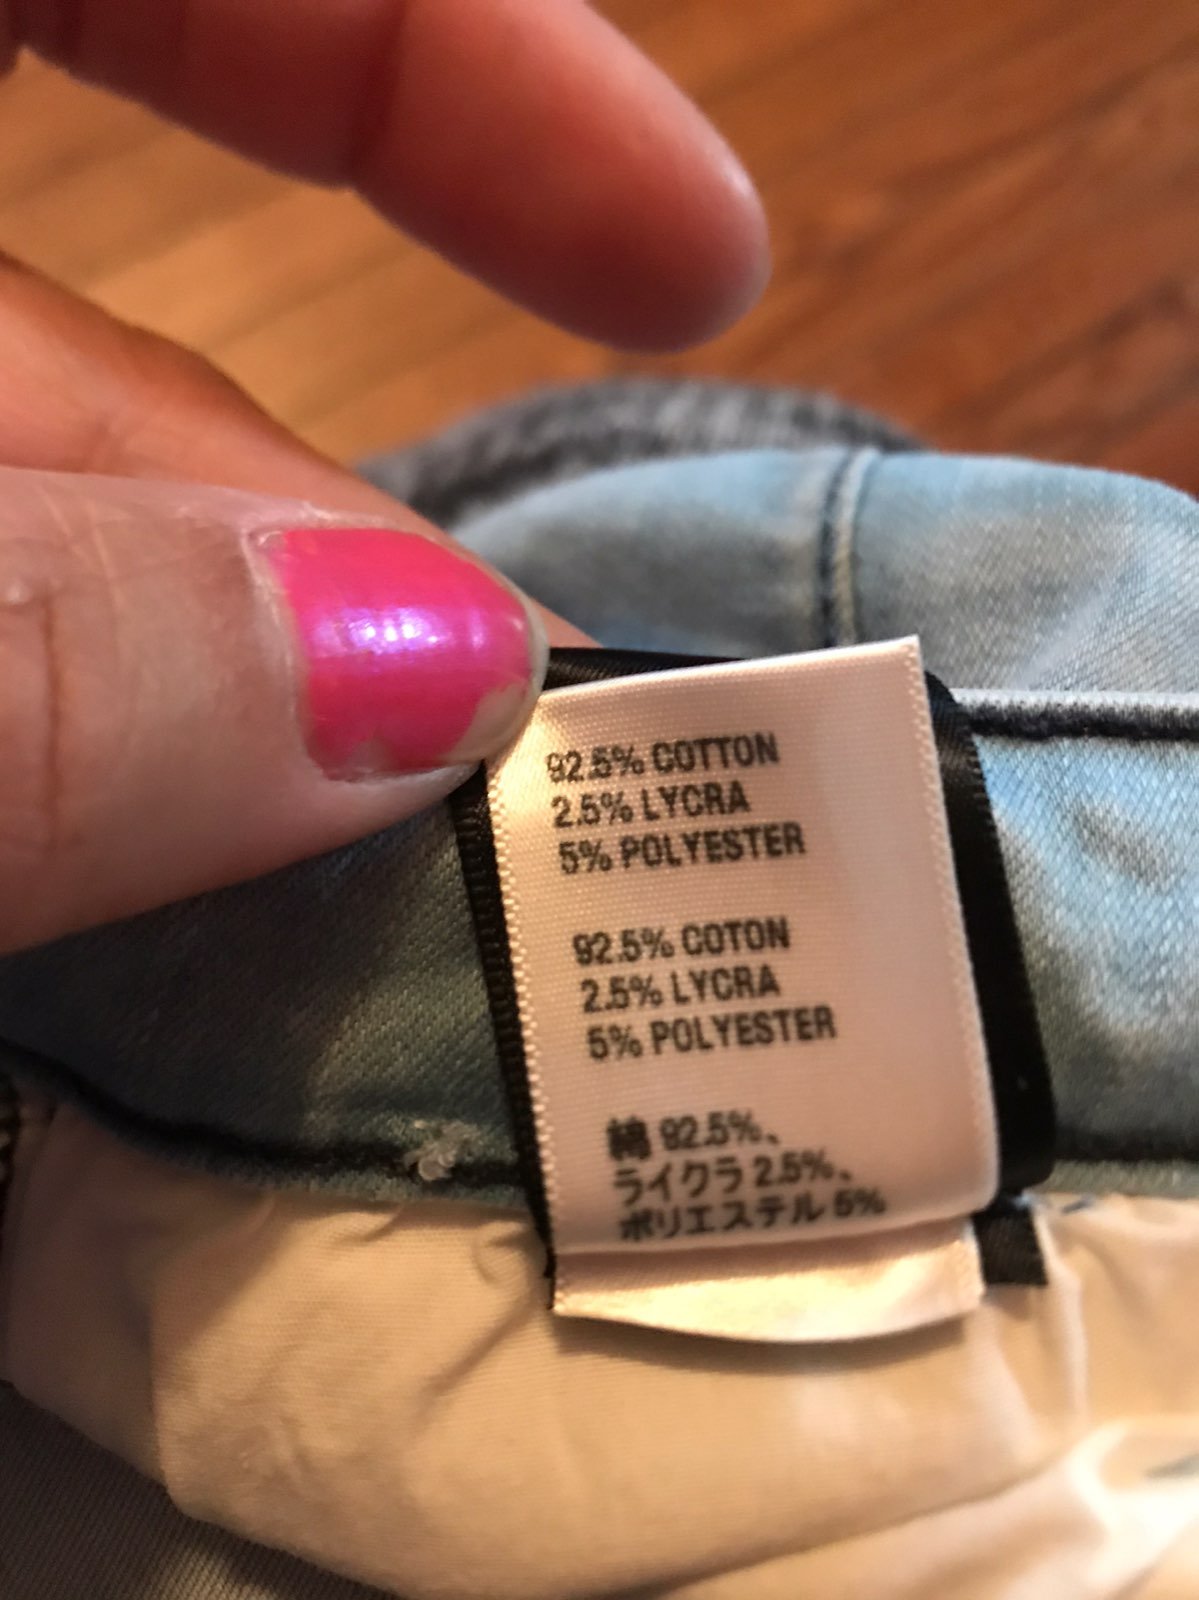 92.5% COTTON
2.5% LYCRA
5% POLYESTER
92.5% COTON
2.5% LYCRA
5% POLYESTER
綿 92.5%、
ライクラ 2.5%、
ポリエステル 5%